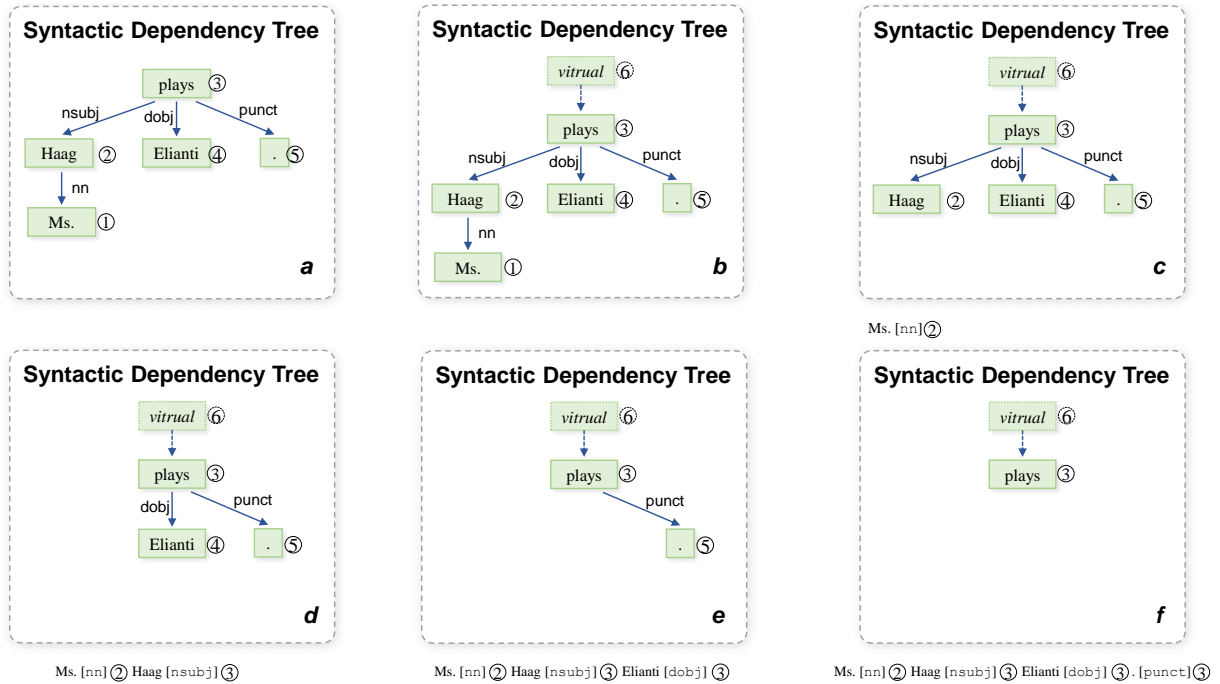 Syntactic Dependency Tree
plays ③
nsubj dobj punct
Haag ② Elianti ④ . ⑤
nn
Ms. ①
a
Syntactic Dependency Tree
vitrual ⑥
plays ③
nsubj dobj punct
Haag ② Elianti ④ . ⑤
nn
Ms. ①
b
Syntactic Dependency Tree
vitrual ⑥
plays ③
nsubj dobj punct
Haag ② Elianti ④ . ⑤
c
Ms. [nn]②
Syntactic Dependency Tree
vitrual ⑥
plays ③
dobj punct
Elianti ④ . ⑤
d
Ms. [nn]② Haag [nsubj]③
Syntactic Dependency Tree
vitrual ⑥
plays ③
punct
. ⑤
e
Ms. [nn]② Haag [nsubj]③ Elianti [dobj]③
Syntactic Dependency Tree
vitrual ⑥
plays ③
f
Ms. [nn]② Haag [nsubj]③ Elianti [dobj]③. [punct]③